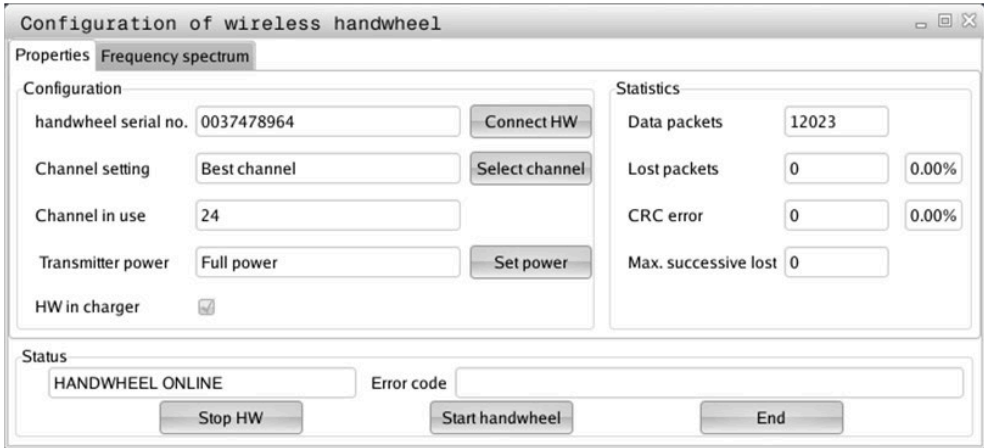 Configuration of wireless handwheel
Properties Frequency spectrum
Configuration
handwheel serial no. 0037478964 Connect HW
Channel setting Best channel Select channel
Channel in use 24
Transmitter power Full power Set power
HW in charger
Statistics
Data packets 12023
Lost packets 0 0.00%
CRC error 0 0.00%
Max. successive lost 0
Status
HANDWHEEL ONLINE Error code
Stop HW Start handwheel End